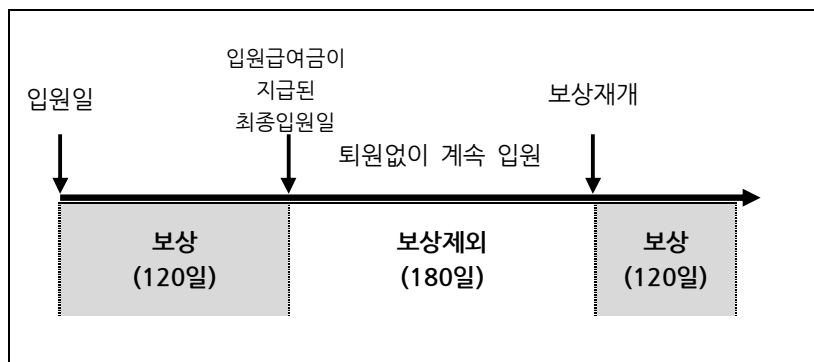 입원일
입원급여금이
지급된
최종입원일
퇴원없이 계속 입원
보상재개
보상
(120일)
보상제외
(180일)
보상
(120일)